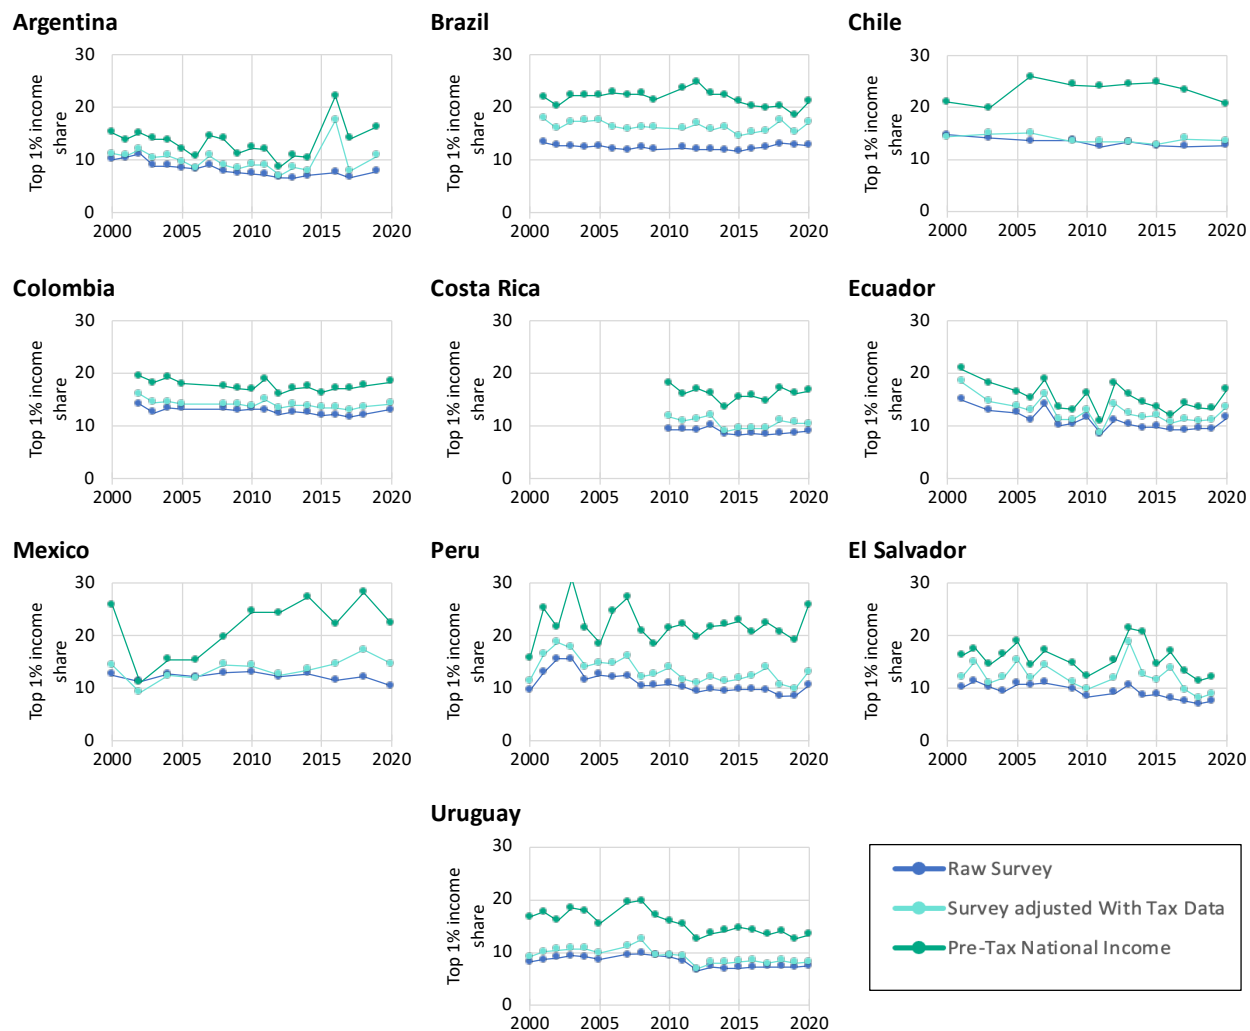 Argentina
30
20
10
0
Top 1% income
share
2000 2005 2010 2015 2020
Brazil
30
20
10
0
Top 1% income
share
2000 2005 2010 2015 2020
Chile
30
20
10
0
Top 1% income
share
2000 2005 2010 2015 2020
Colombia
30
20
10
0
Top 1% income
share
2000 2005 2010 2015 2020
Costa Rica
30
20
10
0
Top 1% income
share
2000 2005 2010 2015 2020
Ecuador
30
20
10
0
Top 1% income
share
2000 2005 2010 2015 2020
Mexico
30
20
10
0
Top 1% income
share
2000 2005 2010 2015 2020
Peru
30
20
10
0
Top 1% income
share
2000 2005 2010 2015 2020
El Salvador
30
20
10
0
Top 1% income
share
2000 2005 2010 2015 2020
Uruguay
30
20
10
0
Top 1% income
share
2000 2005 2010 2015 2020
Raw Survey
Survey adjusted With Tax Data
Pre-Tax National Income